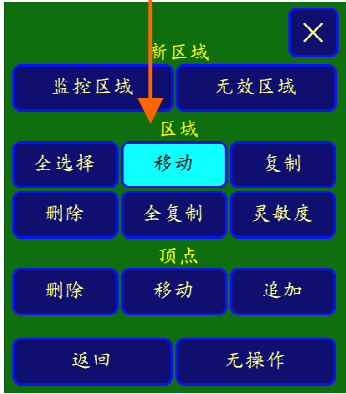 新区域
监控区域 无效区域
区域
全选择 移动 复制
删除 全复制 灵敏度
顶点
删除 移动 追加
返回 无操作